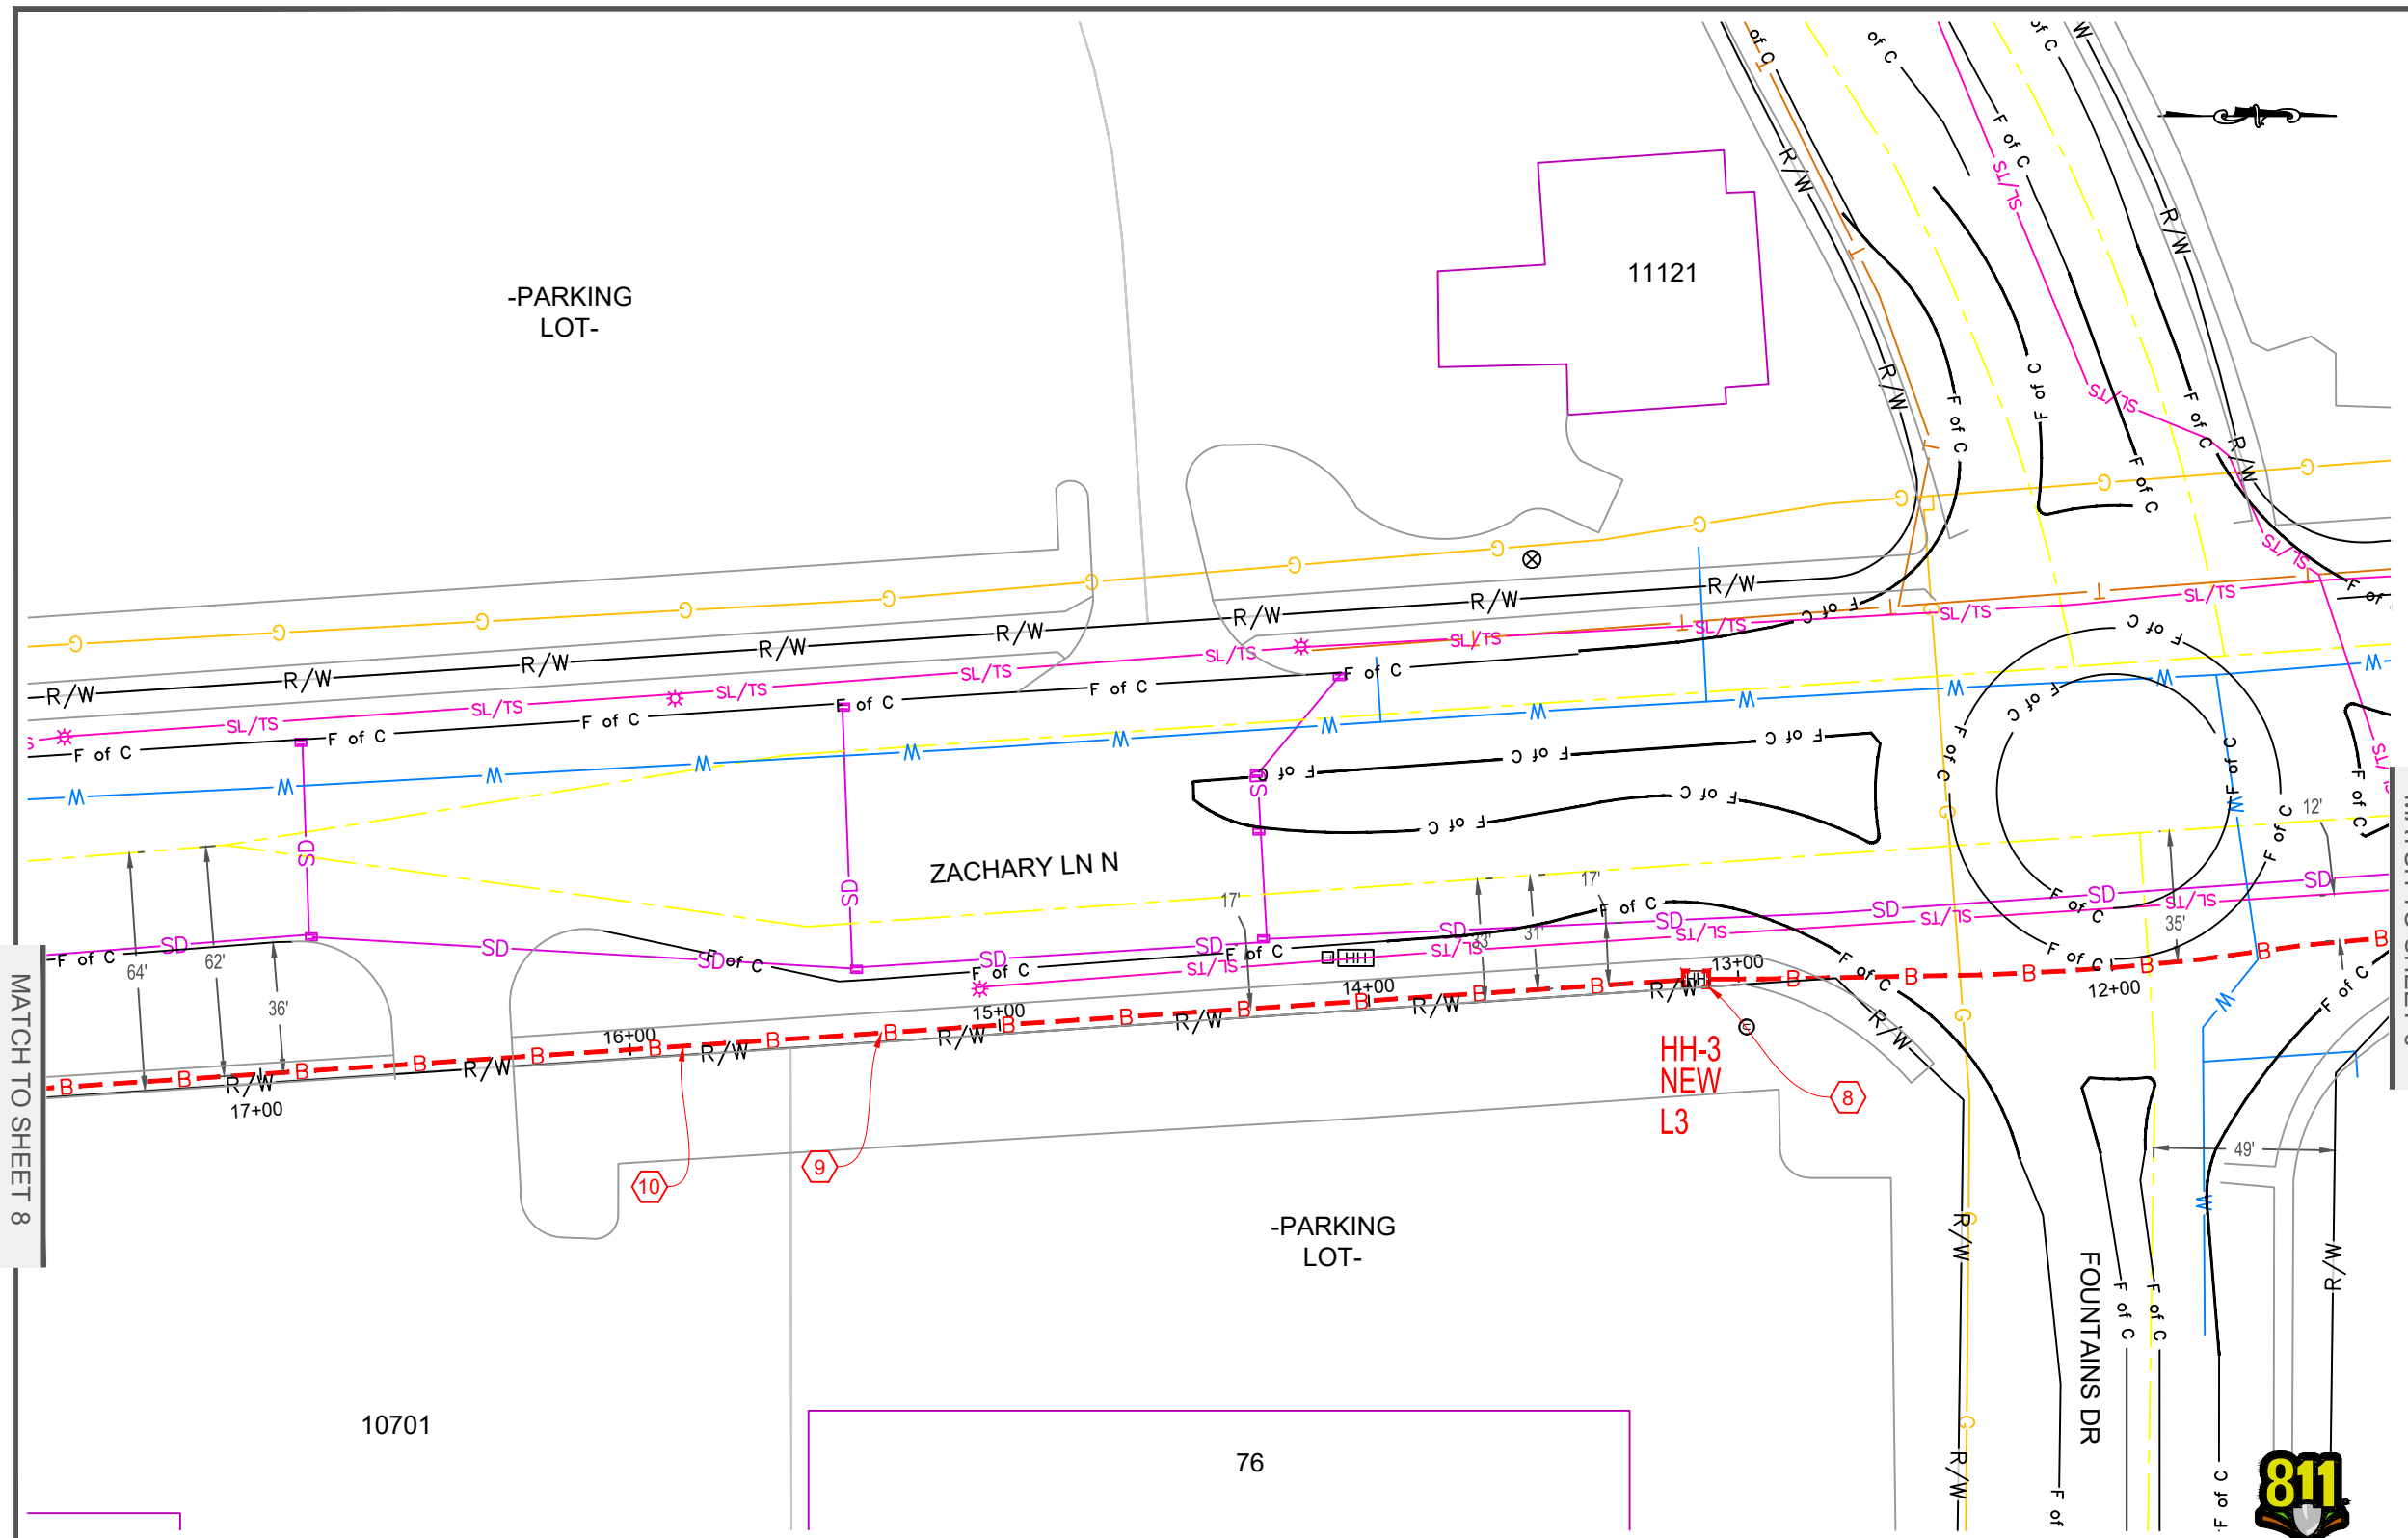 -PARKING
LOT-
11121
ZACHARY LN N
17'
17'
33'
31'
12'
35'
64'
62'
36'
49'
HH
HH
13+00
12+00
14+00
15+00
16+00
17+00
HH-3
NEW
L3
8
9
10
-PARKING
LOT-
10701
76
FOUNTAINS DR
MATCH TO SHEET 8
R/W
R/W
R/W
R/W
R/W
R/W
R/W
F of C
F of C
F of C
F of C
F of C
F of C
SL/TS
SL/TS
SL/TS
SL/TS
SL/TS
SL/TS
SD
SD
SD
SD
SD
G
W
T
B
811